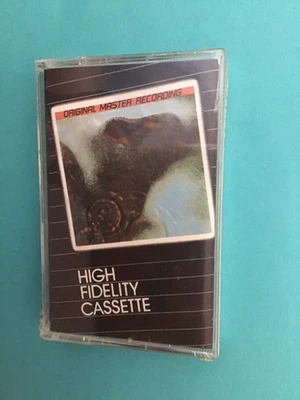 ORIGINAL MASTER RECORDING
HIGH
FIDELITY
CASSETTE